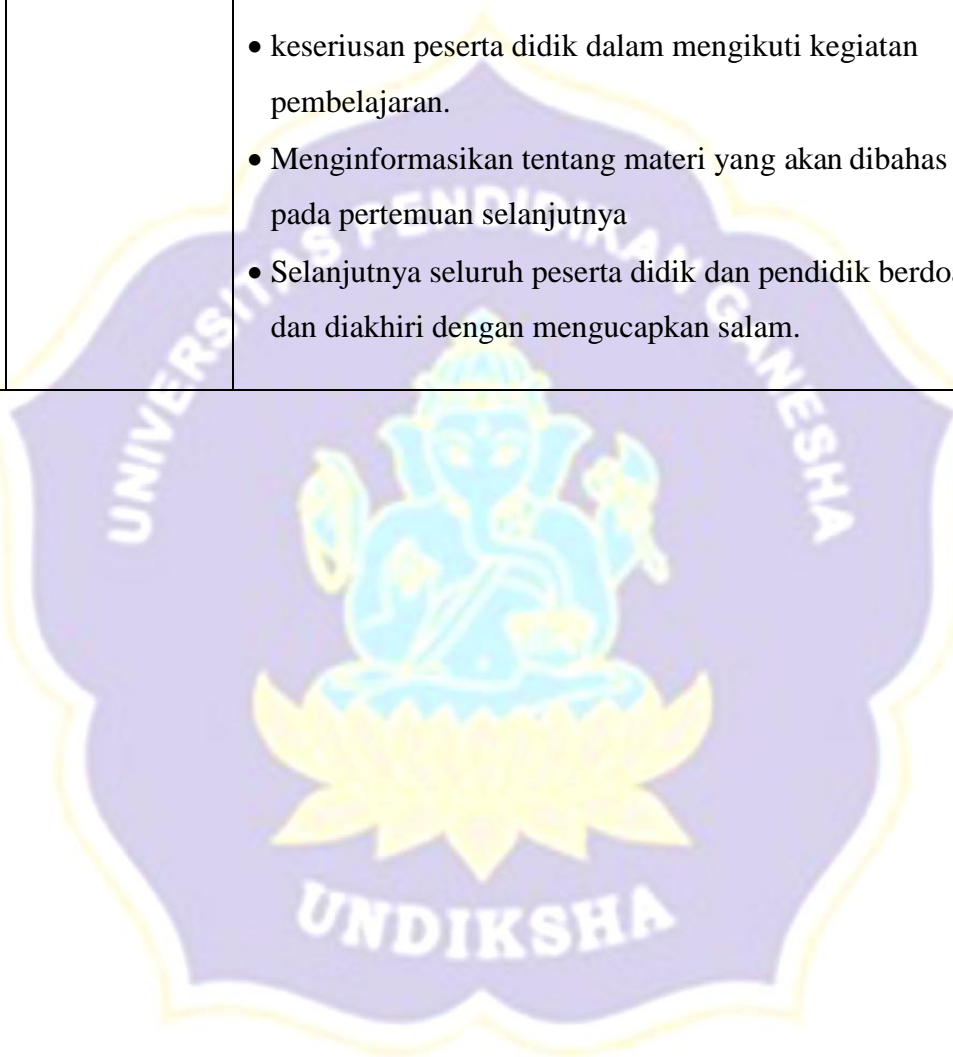 • keseriusan peserta didik dalam mengikuti kegiatan
pembelajaran.
• Menginformasikan tentang materi yang akan dibahas
pada pertemuan selanjutnya
• Selanjutnya seluruh peserta didik dan pendidik
dan diakhiri dengan mengucapkan salam.
UNIVERSITAS PENDIDIKAN GANESHA
UNDIKSHA